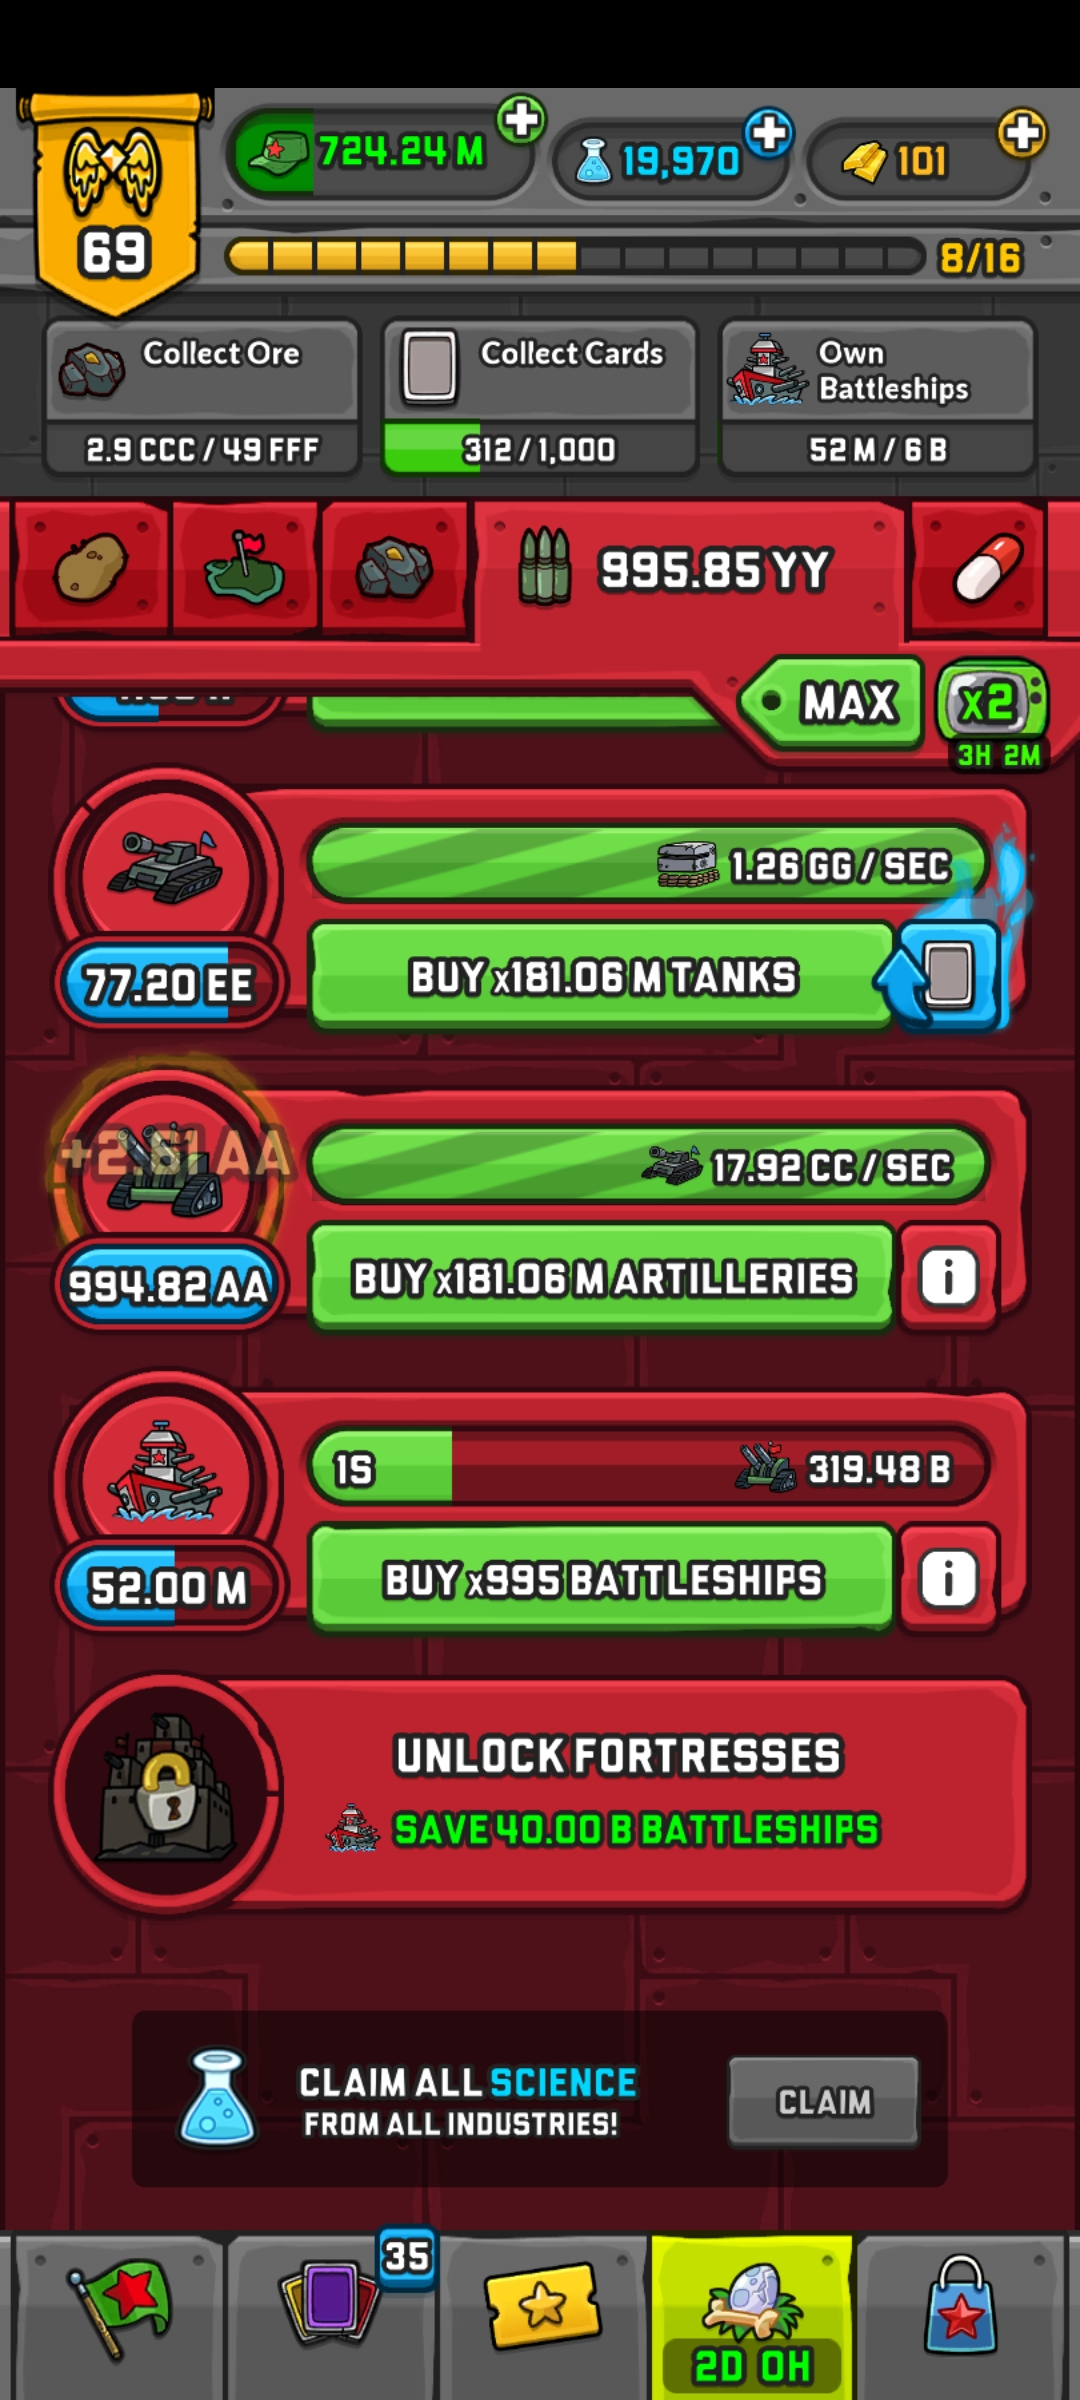 724.24 M
19,970
101
69
8/16
Collect Ore
2.9 CCC / 49 FFF
Collect Cards
312 / 1,000
Own
Battleships
52 M / 6 B
995.85 YY
MAX
x2
3H 2M
1.26 GG / SEC
77.20 EE
BUY x181.06 M TANKS
17.92 CC / SEC
994.82 AA
BUY x181.06 M ARTILLERIES
i
1S
319.48 B
52.00 M
BUY x995 BATTLESHIPS
i
UNLOCK FORTRESSES
SAVE 40.00 B BATTLESHIPS
CLAIM ALL SCIENCE
FROM ALL INDUSTRIES!
CLAIM
35
2D 0H